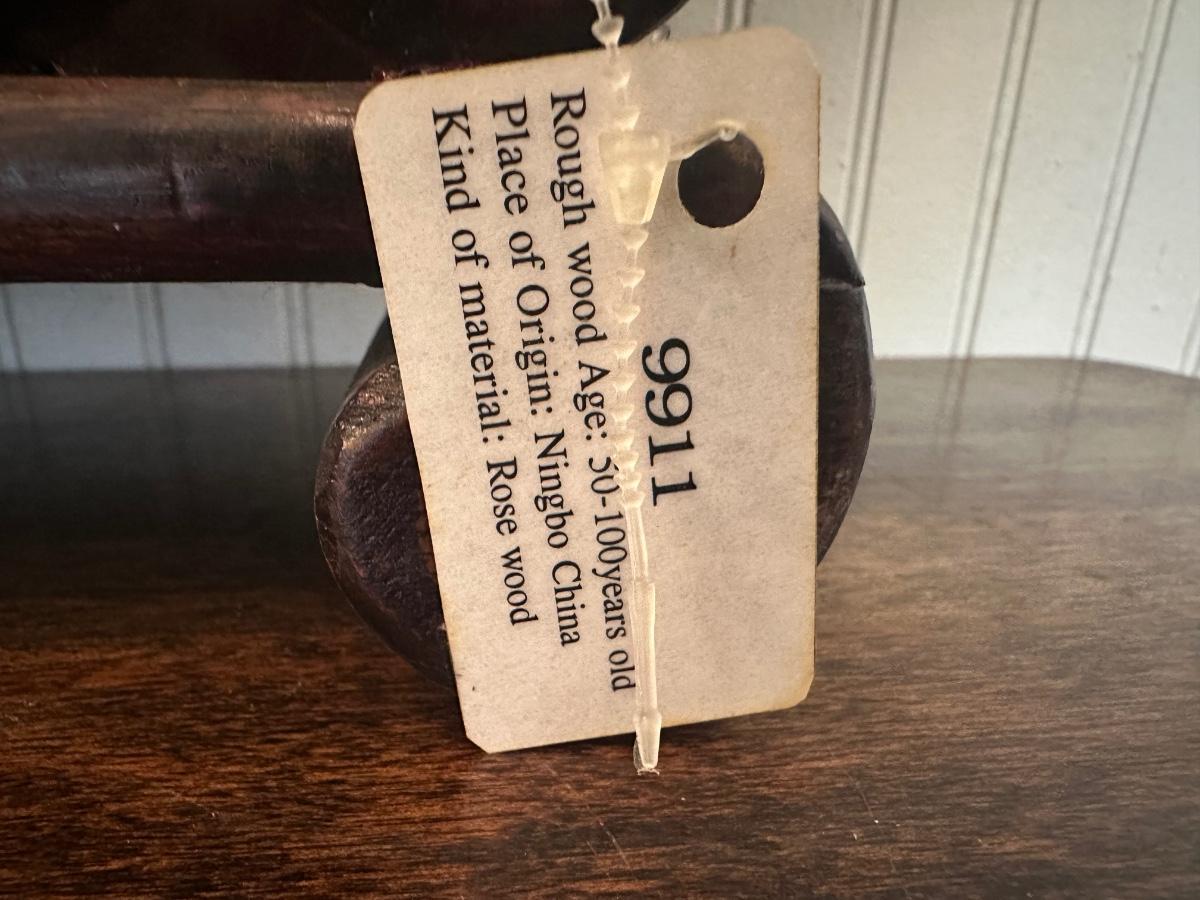 9911
Rough wood Age: 50-100years old
Place of Origin: Ningbo China
Kind of material: Rose wood